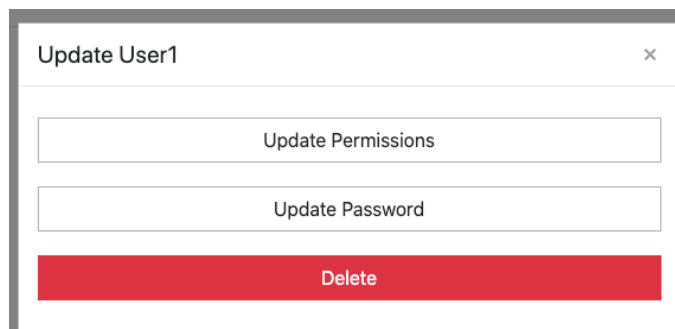 Update User1 ×
Update Permissions
Update Password
Delete